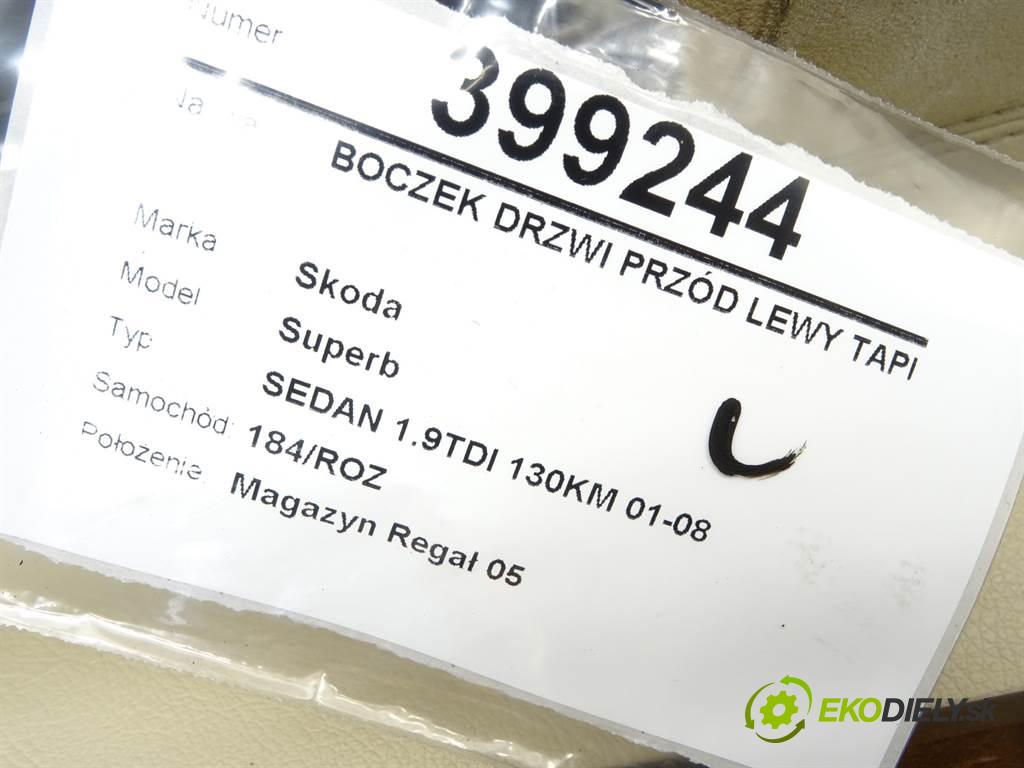 Numer 399244
BOCZEK DRZWI PRZÓD LEWY TAPI
Marka Skoda
Model Superb
Typ SEDAN 1.9TDI 130KM 01-08
Samochód: 184/ROZ
Położenie: Magazyn Regał 05
EKODIELY.sk